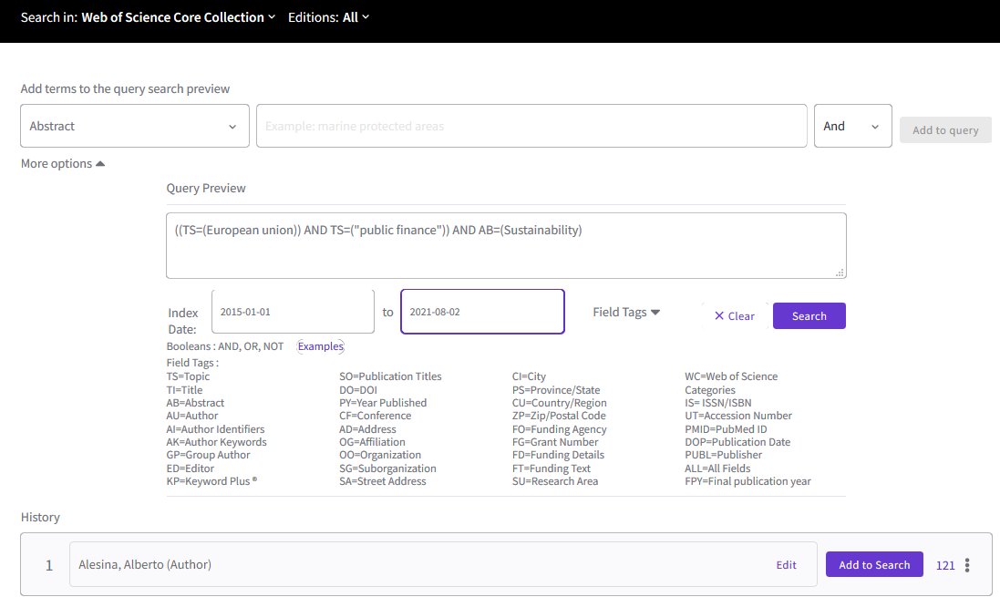 Search in: Web of Science Core Collection Editions: All
Add terms to the query search preview
Abstract Example: marine protected areas And Add to query
More options
Query Preview
((TS=(European union)) AND TS=("public finance")) AND AB=(Sustainability)
Index Date: 2015-01-01 to 2021-08-02 Field Tags Clear Search
Booleans : AND, OR, NOT Examples
Field Tags :
TS=Topic SO=Publication Titles CI=City WC=Web of Science
TI=Title DO=DOI PS=Province/State Categories
AB=Abstract PY=Year Published CU=Country/Region IS= ISSN/ISBN
AU=Author CF=Conference ZP=Zip/Postal Code UT=Accession Number
AI=Author Identifiers AD=Address FO=Funding Agency PMID=PubMed ID
AK=Author Keywords OG=Affiliation FG=Grant Number DOP=Publication Date
GP=Group Author OO=Organization FD=Funding Details PUBL=Publisher
ED=Editor SG=Suborganization FT=Funding Text ALL=All Fields
KP=Keyword Plus ® SA=Street Address SU=Research Area FPY=Final publication year
History
1 Alesina, Alberto (Author) Edit Add to Search 121